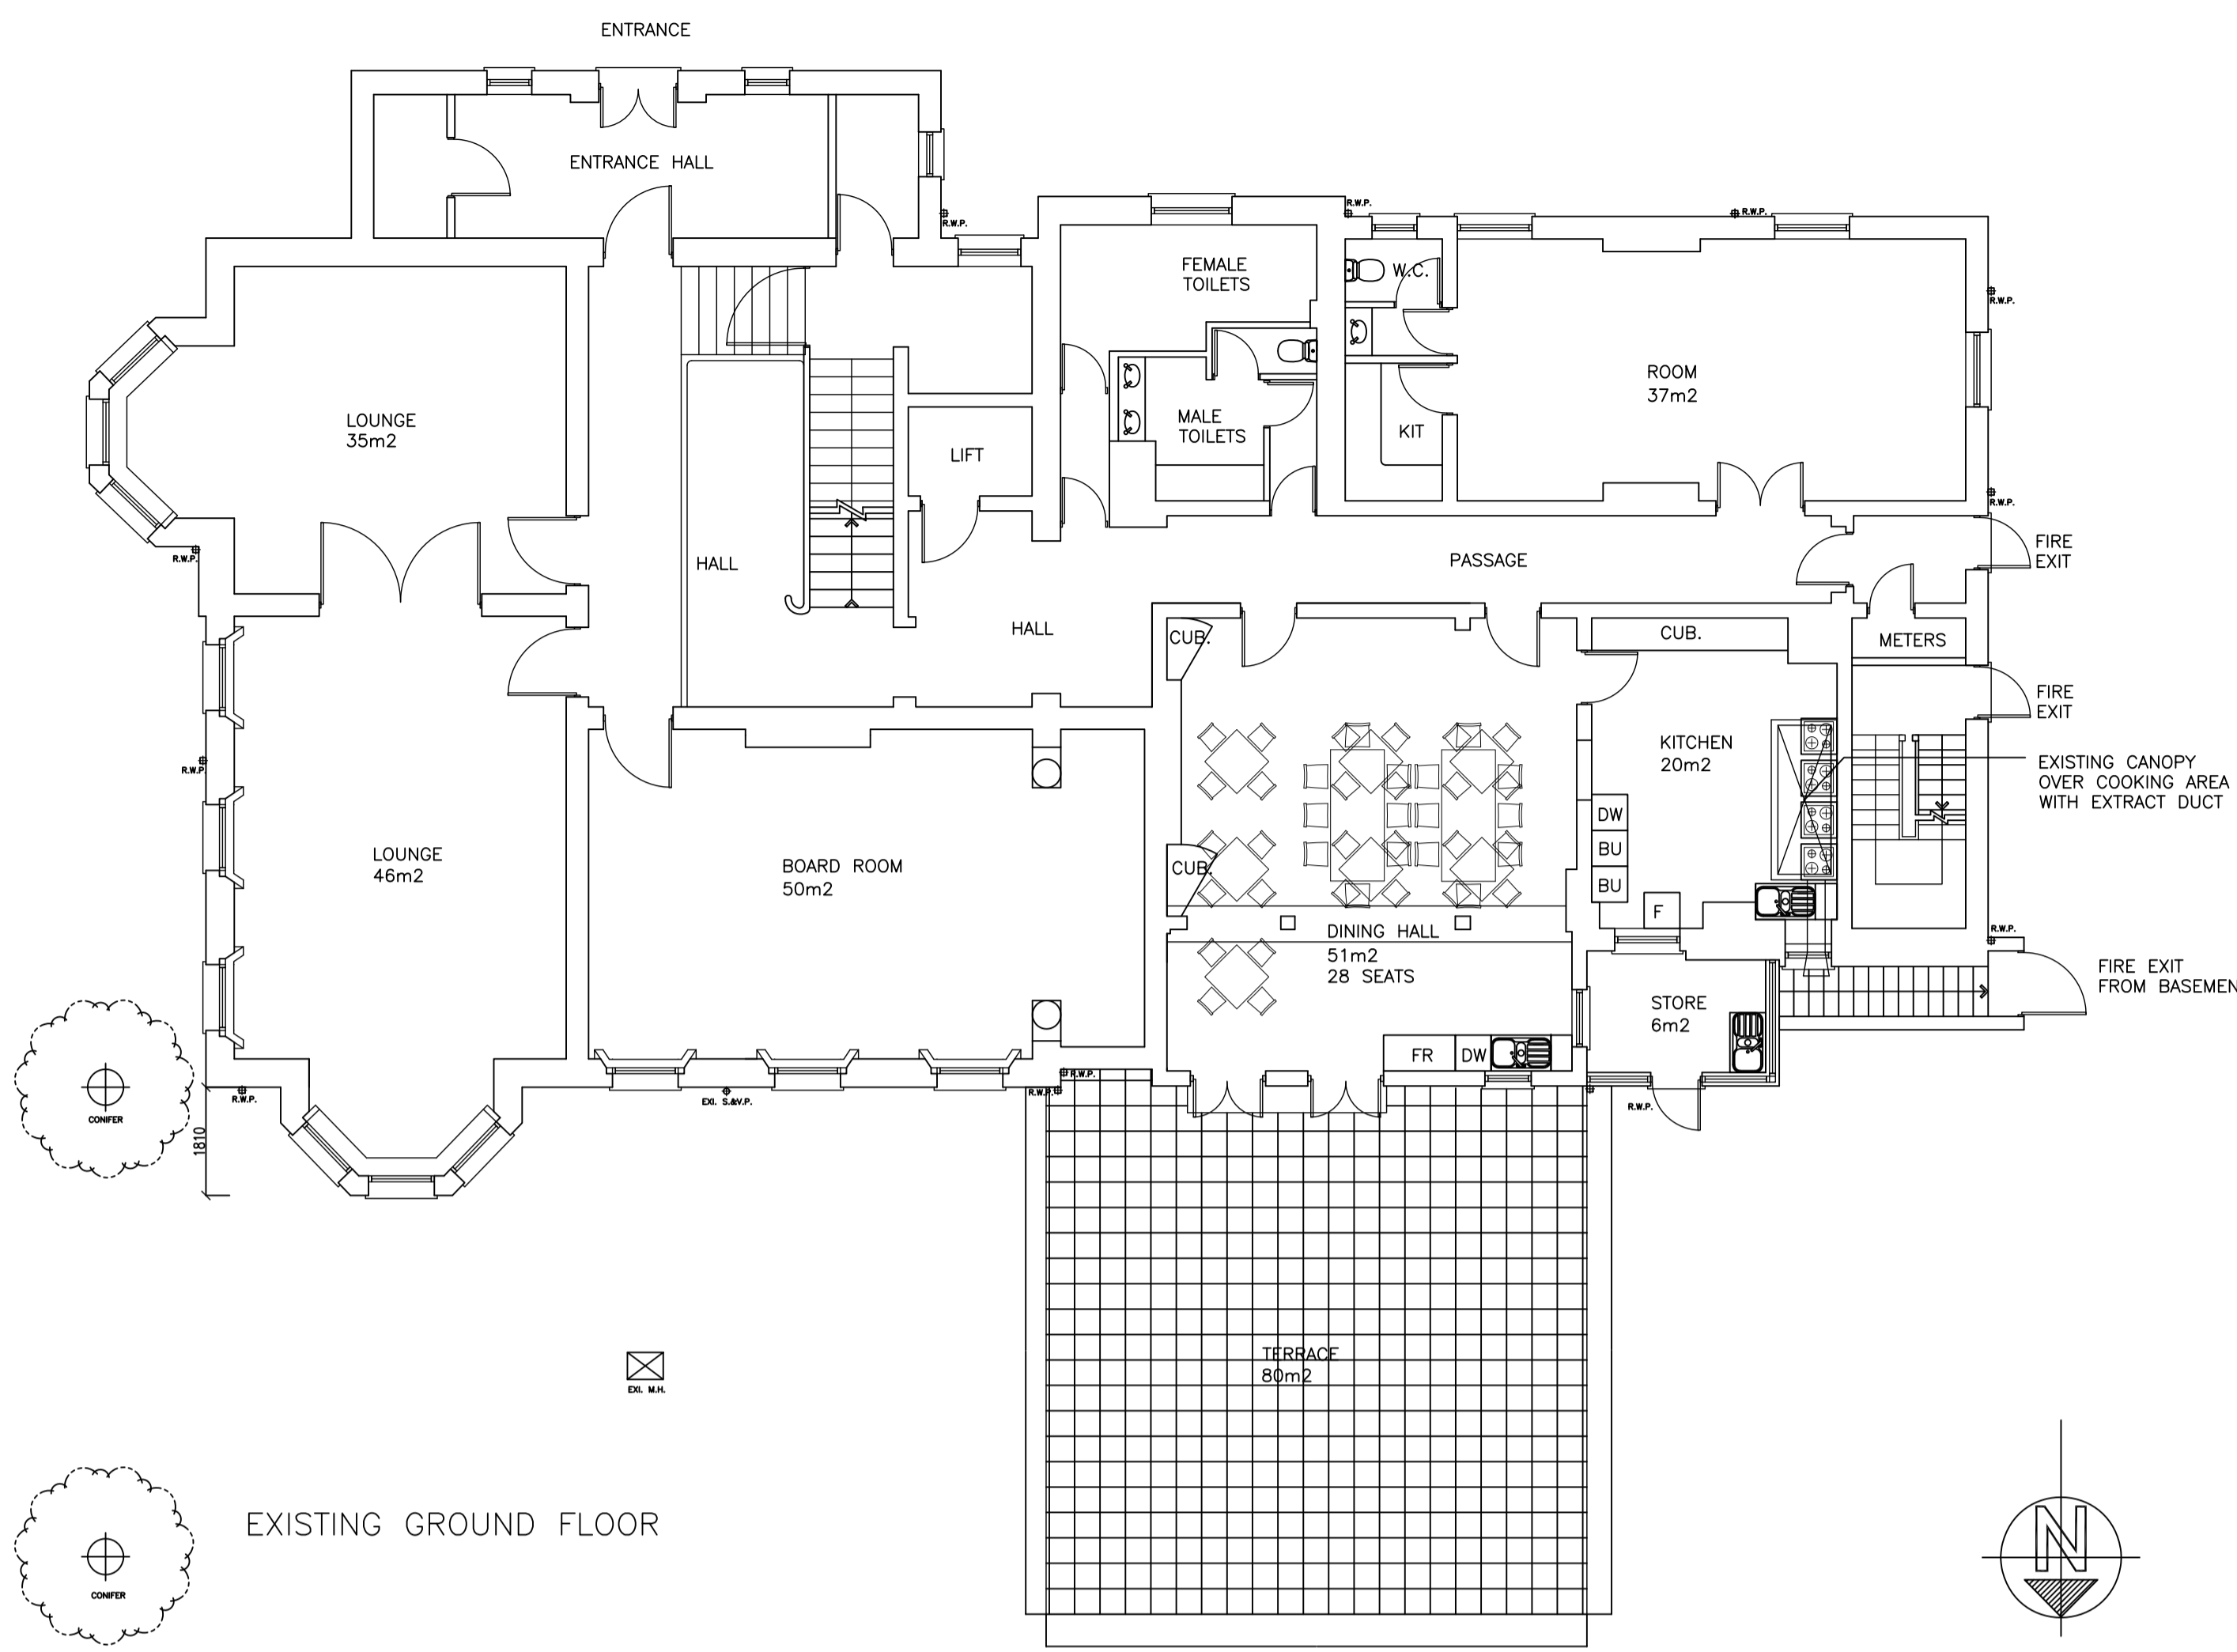 ENTRANCE
ENTRANCE HALL
R.W.P.
R.W.P.
R.W.P.
FEMALE
TOILETS
W.C.
R.W.P.
ROOM
37m2
LOUNGE
35m2
MALE
TOILETS
KIT
LIFT
R.W.P.
R.W.P.
HALL
PASSAGE
FIRE
EXIT
HALL
CUB.
CUB.
METERS
FIRE
EXIT
R.W.P.
KITCHEN
20m2
EXISTING CANOPY
OVER COOKING AREA
WITH EXTRACT DUCT
DW
BU
BU
F
LOUNGE
46m2
BOARD ROOM
50m2
CUB.
DINING HALL
51m2
28 SEATS
R.W.P.
FIRE EXIT
FROM BASEMEN
STORE
6m2
FR
DW
R.W.P.
R.W.P.
R.W.P.
EXI. S.&V.P.
R.W.P.
CONIFER
1810
TERRACE
80m2
EXI. M.H.
EXISTING GROUND FLOOR
CONIFER
N